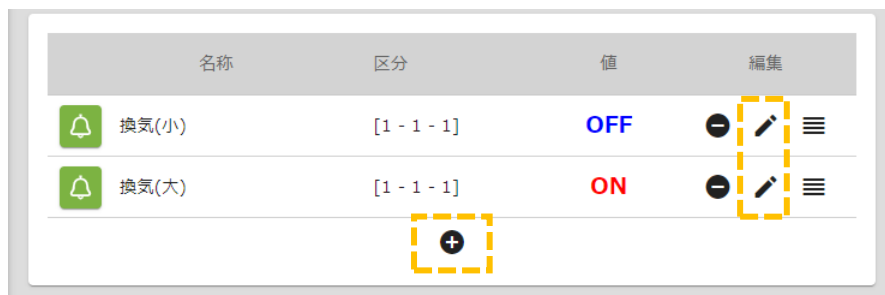 名称 区分 値 編集
換気(小) [1 - 1 - 1] OFF
換気(大) [1 - 1 - 1] ON